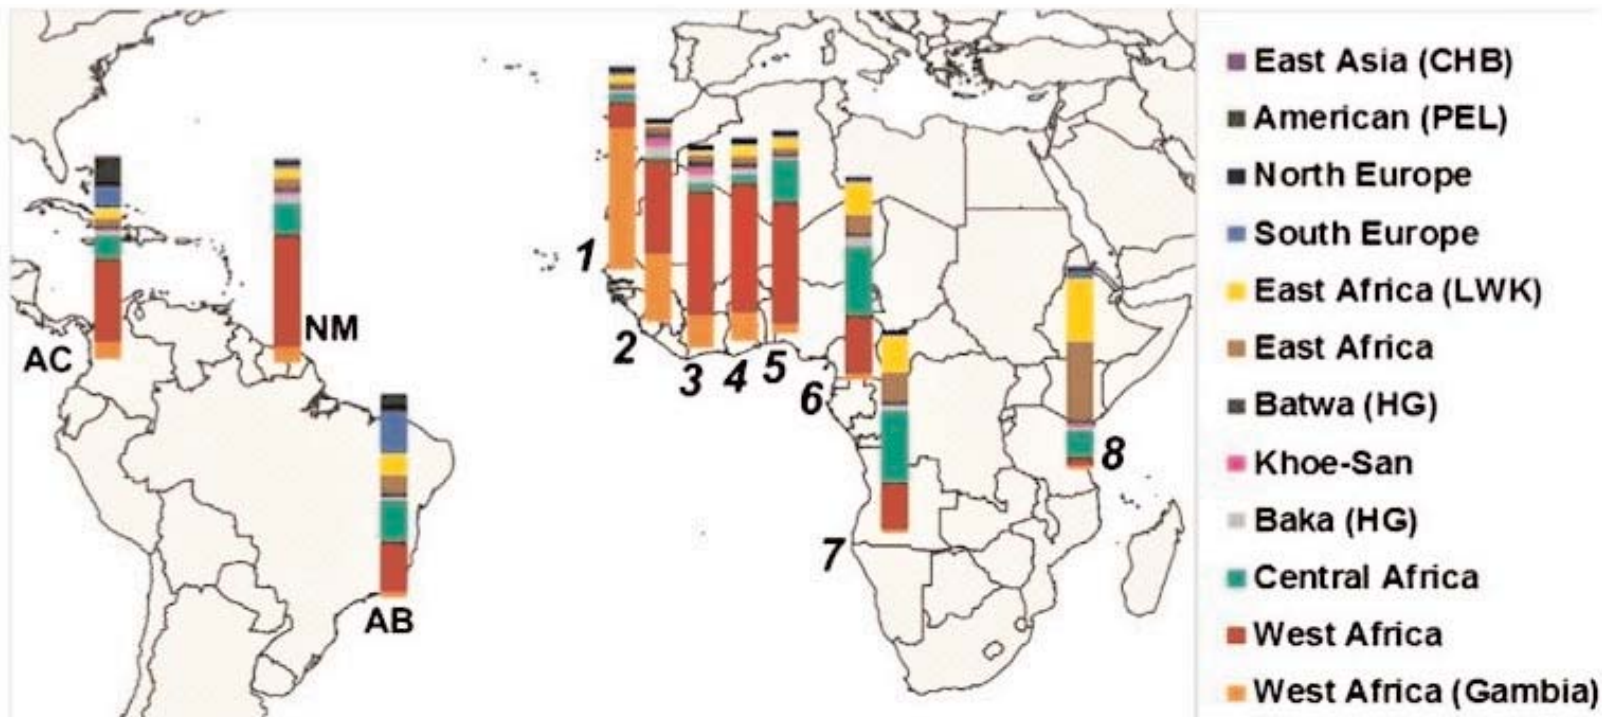 East Asia (CHB)
American (PEL)
North Europe
South Europe
East Africa (LWK)
East Africa
Batwa (HG)
Khoe-San
Baka (HG)
Central Africa
West Africa
West Africa (Gambia)
AC
NM
AB
1
2
3
4
5
6
7
8